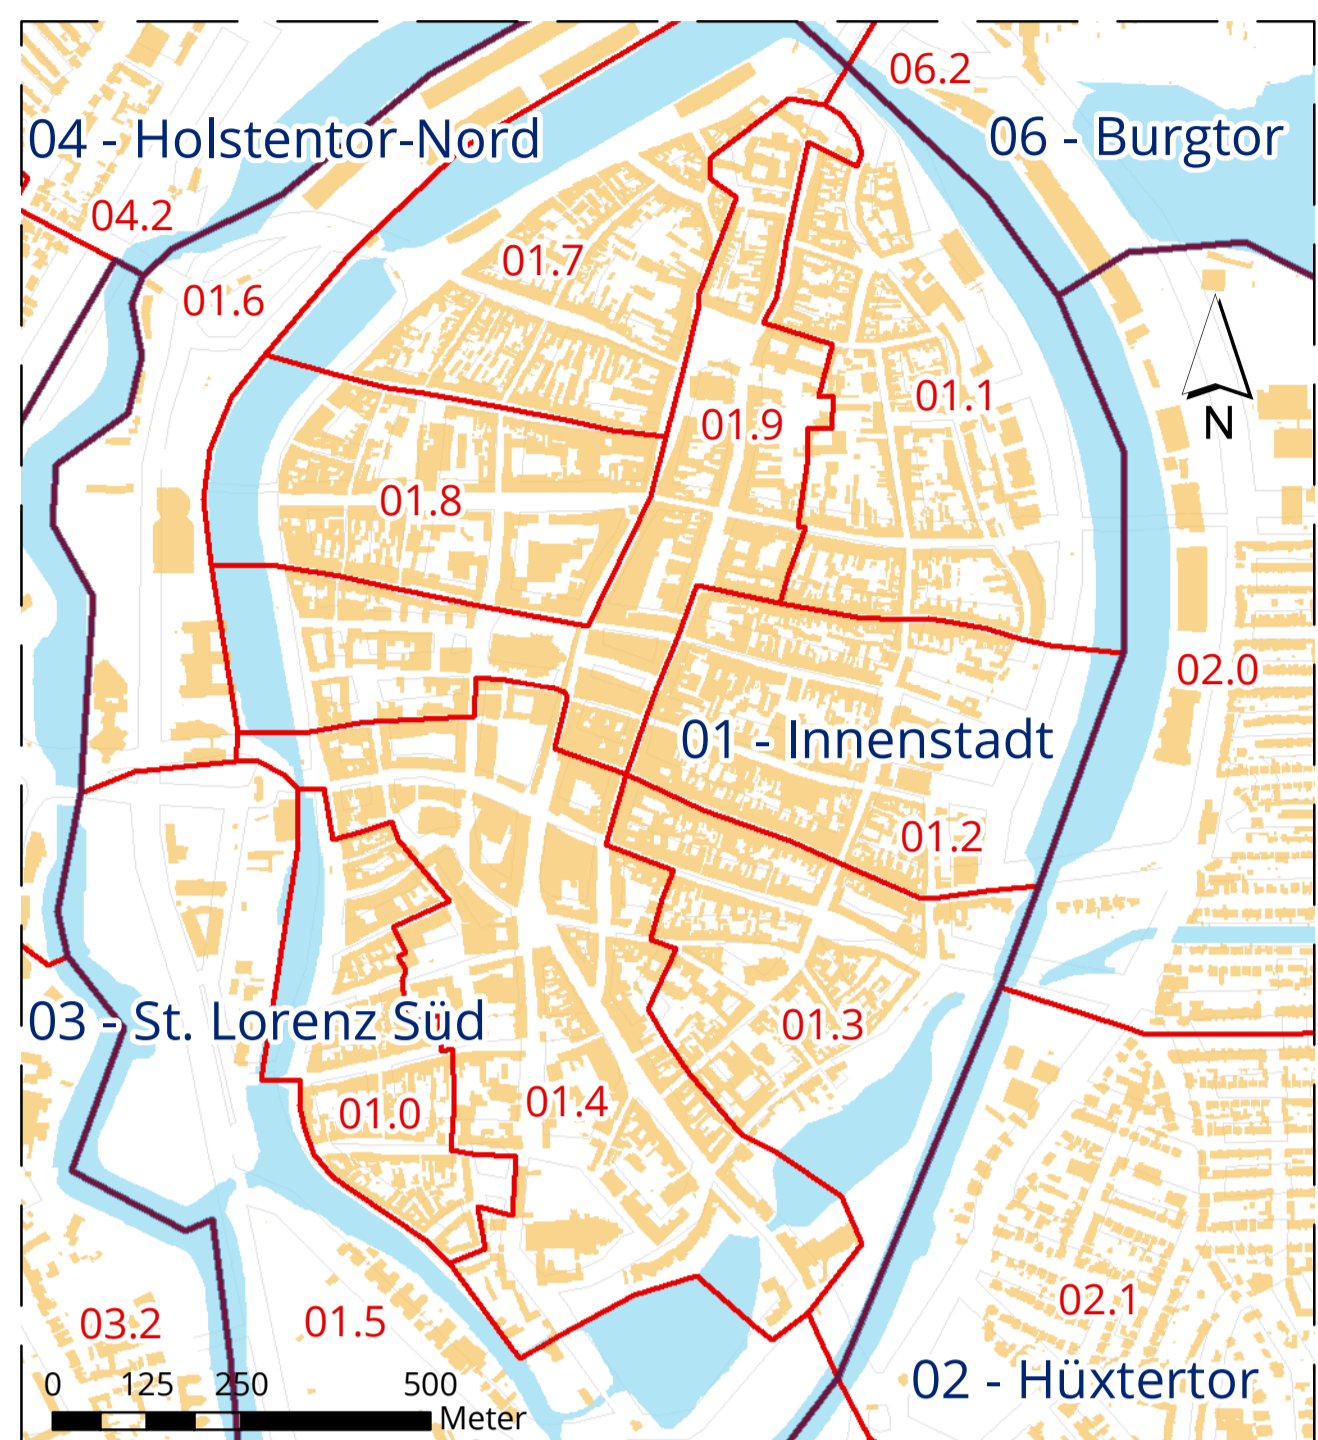 06.2
04 - Holstentor-Nord
06 - Burgtor
04.2
01.7
01.6
N
01.1
01.9
01.8
02.0
01 - Innenstadt
01.2
03 - St. Lorenz Süd
01.3
01.4
01.0
02.1
03.2
01.5
02 - Hüxtertor
0 125 250 500
Meter